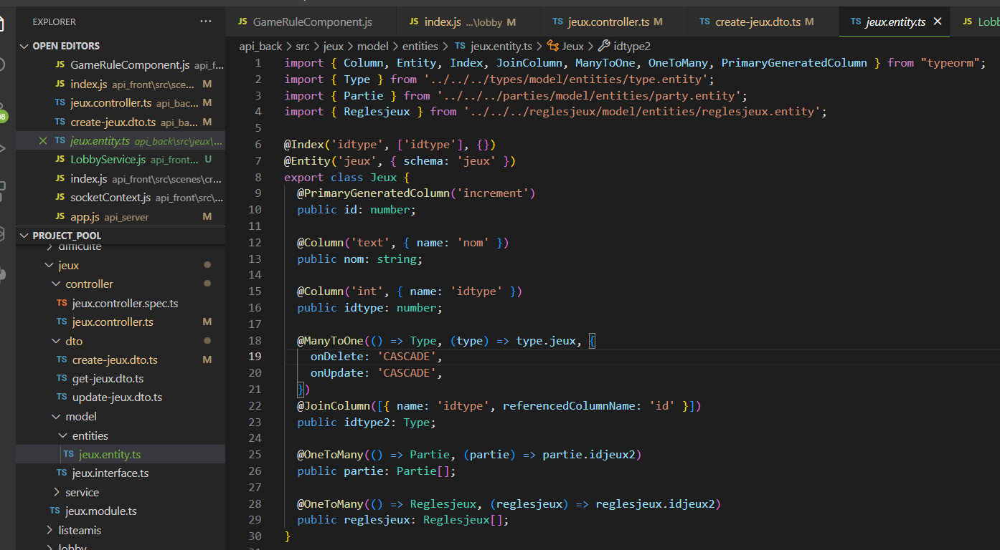 EXPLORER ...
OPEN EDITORS
JS GameRuleComponent.js api_f...
JS index.js api_front\src\sce... M
TS jeux.controller.ts api_bac... M
TS create-jeux.dto.ts api_ba... M
TS jeux.entity.ts api_back\src\jeux\...
JS LobbyService.js api_front... U
JS index.js api_front\src\scenes\cr...
JS socketContext.js api_front\src\...
JS app.js api_server M
PROJECT_POOL
difficulte
jeux
controller
TS jeux.controller.spec.ts
TS jeux.controller.ts M
dto
TS create-jeux.dto.ts M
TS get-jeux.dto.ts
TS update-jeux.dto.ts
model
entities
TS jeux.entity.ts
TS jeux.interface.ts
service
TS jeux.module.ts
listeamis
lobby
JS GameRuleComponent.js
JS index.js ...\lobby M
TS jeux.controller.ts M
TS create-jeux.dto.ts M
TS jeux.entity.ts
JS Lobb
api_back > src > jeux > model > entities > TS jeux.entity.ts > Jeux > idtype2
1 import { Column, Entity, Index, JoinColumn, ManyToOne, OneToMany, PrimaryGeneratedColumn } from "typeorm";
2 import { Type } from '../../../types/model/entities/type.entity';
3 import { Partie } from '../../../parties/model/entities/party.entity';
4 import { Reglesjeux } from '../../../reglesjeux/model/entities/reglesjeux.entity';
5
6 @Index('idtype', ['idtype'], {})
7 @Entity('jeux', { schema: 'jeux' })
8 export class Jeux {
9 @PrimaryGeneratedColumn('increment')
10 public id: number;
11
12 @Column('text', { name: 'nom' })
13 public nom: string;
14
15 @Column('int', { name: 'idtype' })
16 public idtype: number;
17
18 @ManyToOne(() => Type, (type) => type.jeux, {
19 onDelete: 'CASCADE',
20 onUpdate: 'CASCADE',
21 })
22 @JoinColumn([{ name: 'idtype', referencedColumnName: 'id' }])
23 public idtype2: Type;
24
25 @OneToMany(() => Partie, (partie) => partie.idjeux2)
26 public partie: Partie[];
27
28 @OneToMany(() => Reglesjeux, (reglesjeux) => reglesjeux.idjeux2)
29 public reglesjeux: Reglesjeux[];
30 }